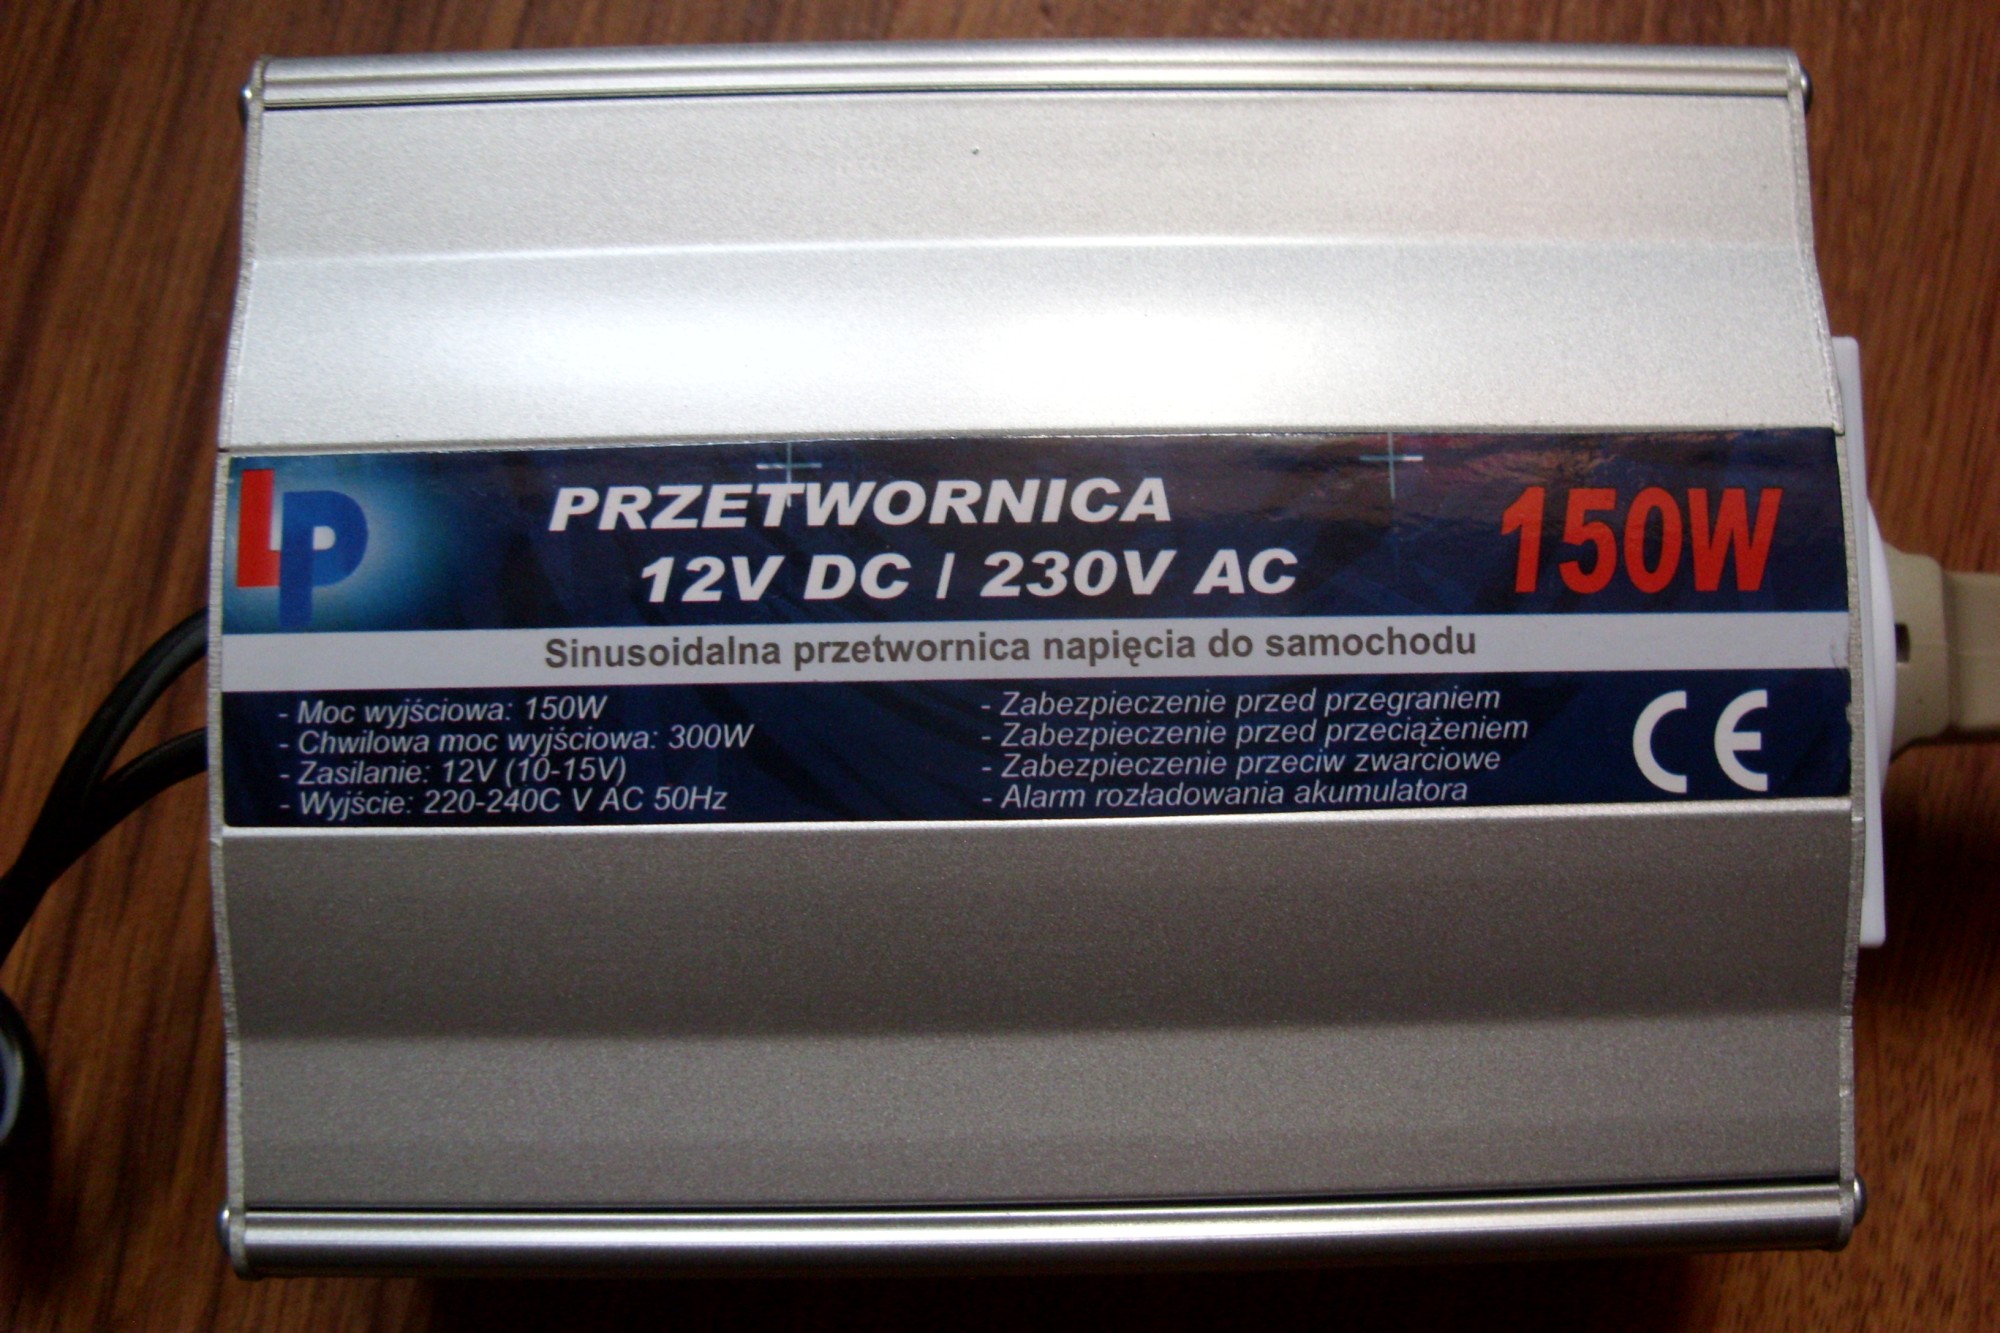 LP
PRZETWORNICA
12V DC / 230V AC
150W
Sinusoidalna przetwornica napięcia do samochodu
- Moc wyjściowa: 150W
- Chwilowa moc wyjściowa: 300W
- Zasilanie: 12V (10-15V)
- Wyjście: 220-240C V AC 50Hz
- Zabezpieczenie przed przegraniem
- Zabezpieczenie przed przeciążeniem
- Zabezpieczenie przeciw zwarciowe
- Alarm rozładowania akumulatora
CE